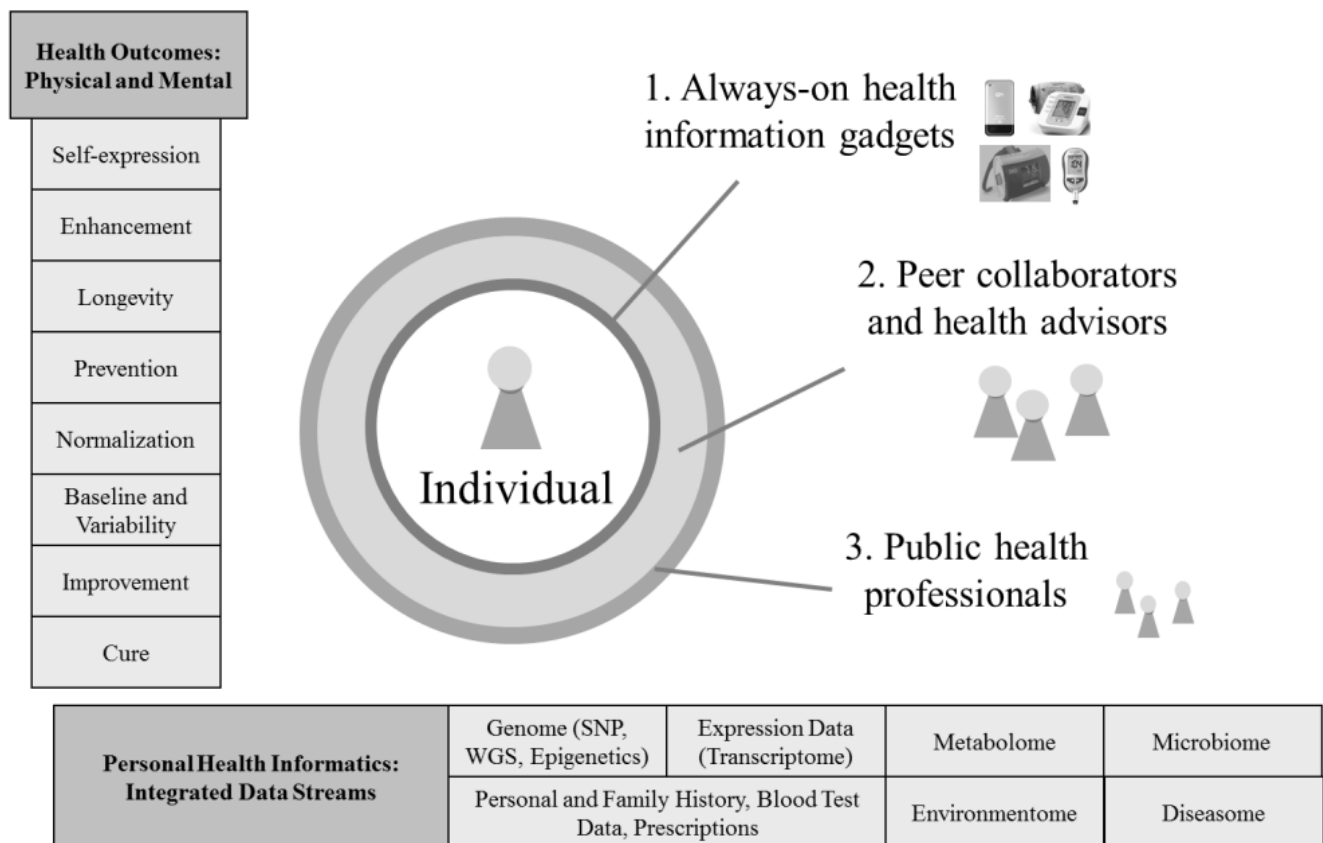 Health Outcomes:
Physical and Mental
Self-expression
Enhancement
Longevity
Prevention
Normalization
Baseline and
Variability
Improvement
Cure
1. Always-on health
information gadgets
2. Peer collaborators
and health advisors
3. Public health
professionals
Individual
Personal Health Informatics:
Integrated Data Streams
Genome (SNP,
WGS, Epigenetics)
Expression Data
(Transcriptome)
Metabolome
Microbiome
Personal and Family History, Blood Test
Data, Prescriptions
Environmentome
Diseasome